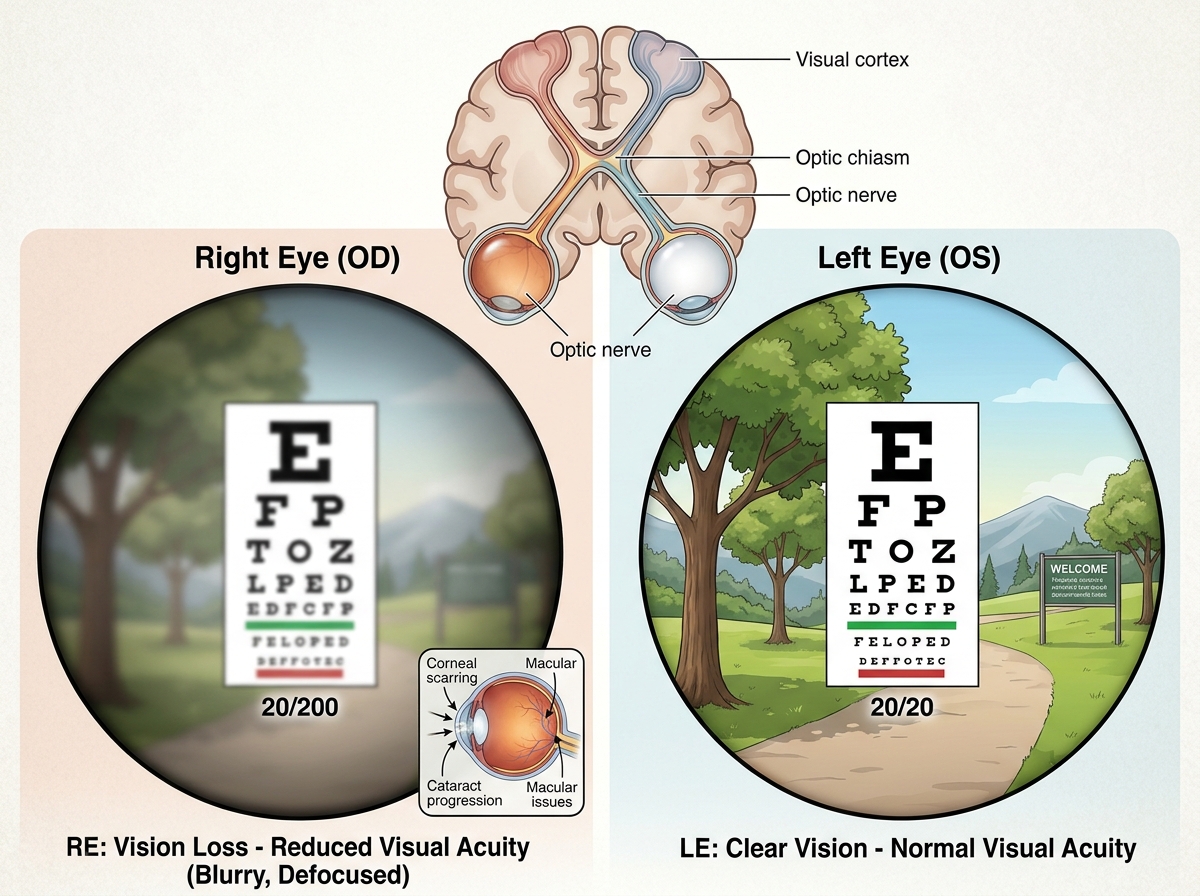 Visual cortex
Optic chiasm
Optic nerve
Optic nerve
Right Eye (OD)
E
F P
T O Z
L P E D
E D F C F P
F E L O P E D
D E F F O T E C
20/200
Corneal
scarring
Macular
Cataract
progression
Macular
issues
RE: Vision Loss - Reduced Visual Acuity
(Blurry, Defocused)
Left Eye (OS)
E
F P
T O Z
L P E D
E D F C F P
F E L O P E D
D E F F O T E C
WELCOME
20/20
LE: Clear Vision - Normal Visual Acuity